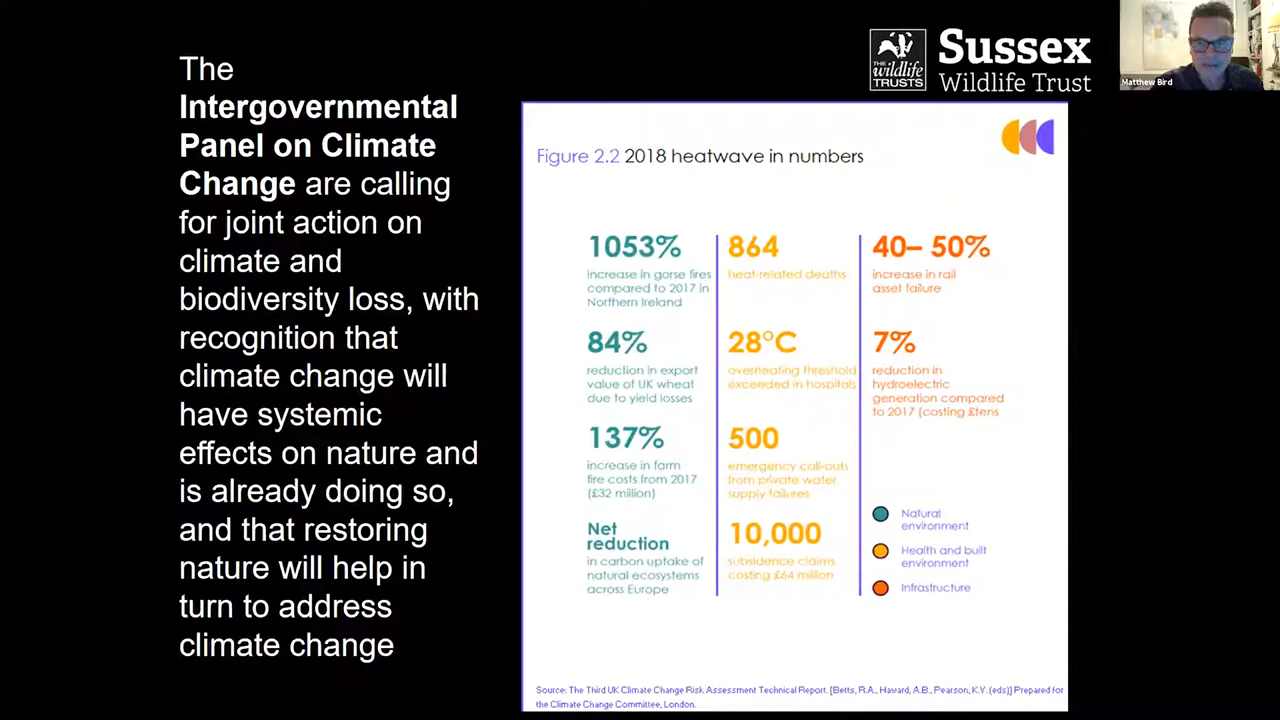 The
Intergovernmental
Panel on Climate
Change are calling
for joint action on
climate and
biodiversity loss, with
recognition that
climate change will
have systemic
effects on nature and
is already doing so,
and that restoring
nature will help in
turn to address
climate change
THE
wildlife
TRUSTS
Sussex
Wildlife Trust
Matthew Bird
Figure 2.2 2018 heatwave in numbers
1053%
increase in gorse fires
compared to 2017 in
Northern Ireland
84%
reduction in export
value of UK wheat
due to yield losses
137%
increase in farm
fire costs from 2017
(£32 million)
Net
reduction
in carbon uptake of
natural ecosystems
across Europe
864
heat-related deaths
28°C
overheating threshold
exceeded in hospitals
500
emergency call-outs
from private water
supply failures
10,000
subsidence claims
costing £64 million
40– 50%
increase in rail
asset failure
7%
reduction in
hydroelectric
generation compared
to 2017 (costing £tens
Natural
environment
Health and built
environment
Infrastructure
Source: The Third UK Climate Change Risk Assessment Technical Report. [Betts, R.A., Haward, A.B., Pearson, K.V. (eds)] Prepared for
the Climate Change Committee, London.